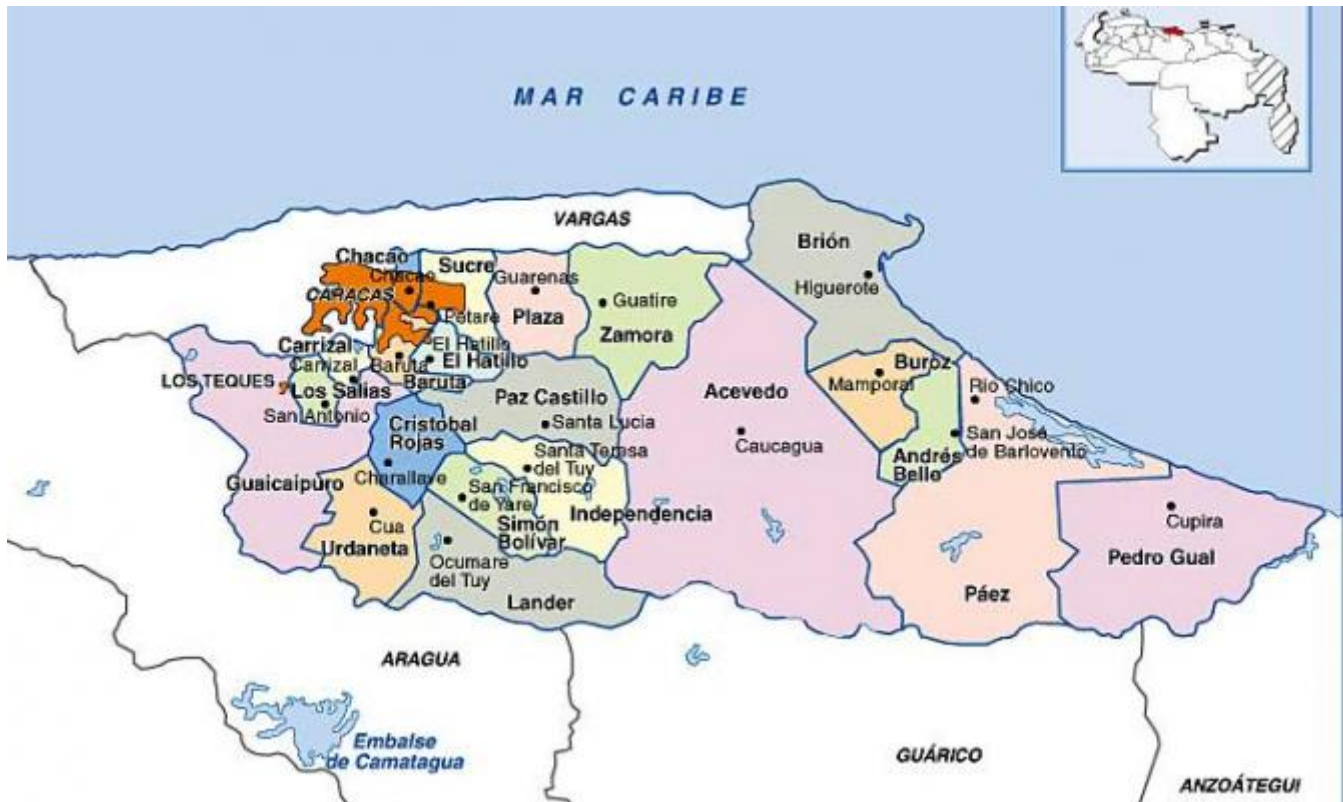 MAR CARIBE
VARGAS
Brión
Higuerote
Chacao
Chacao
Sucre
Guarenas
Plaza
Guatire
Zamora
CARACAS
Petare
El Hatillo
El Hatillo
Carrizal
Carrizal
Baruta
Baruta
LOS TEQUES
Los Salias
San Antonio
Paz Castillo
Santa Lucia
Acevedo
Caucagua
Buroz
Mamporal
Rio Chico
San José
de Barlovento
Andrés
Bello
Cristobal
Rojas
Charallave
Santa Teresa
del Tuy
Guaicaipuro
San Francisco
de Yare
Simón
Bolívar
Independencia
Cua
Urdaneta
Ocumare
del Tuy
Lander
Cupira
Pedro Gual
Páez
ARAGUA
Embalse
de Camatagua
GUÁRICO
ANZOÁTEGUI